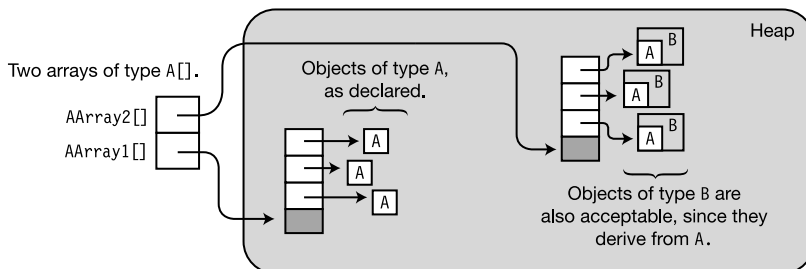 Heap
Two arrays of type A[].
AArray2[]
AArray1[]
Objects of type A,
as declared.
A
A
A
A
B
A
B
A
B
Objects of type B are
also acceptable, since they
derive from A.